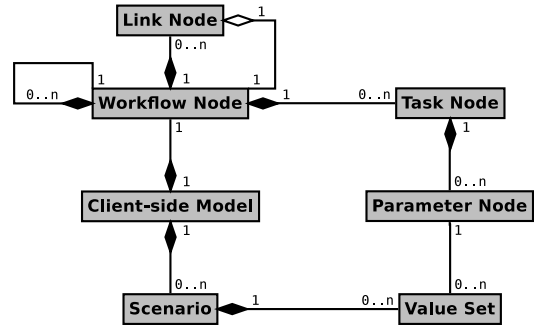 Link Node
1
0..n
1
1
1
0..n
Workflow Node
1
0..n
Task Node
1
1
1
0..n
Client-side Model
Parameter Node
1
1
0..n
0..n
Scenario
1
0..n
Value Set